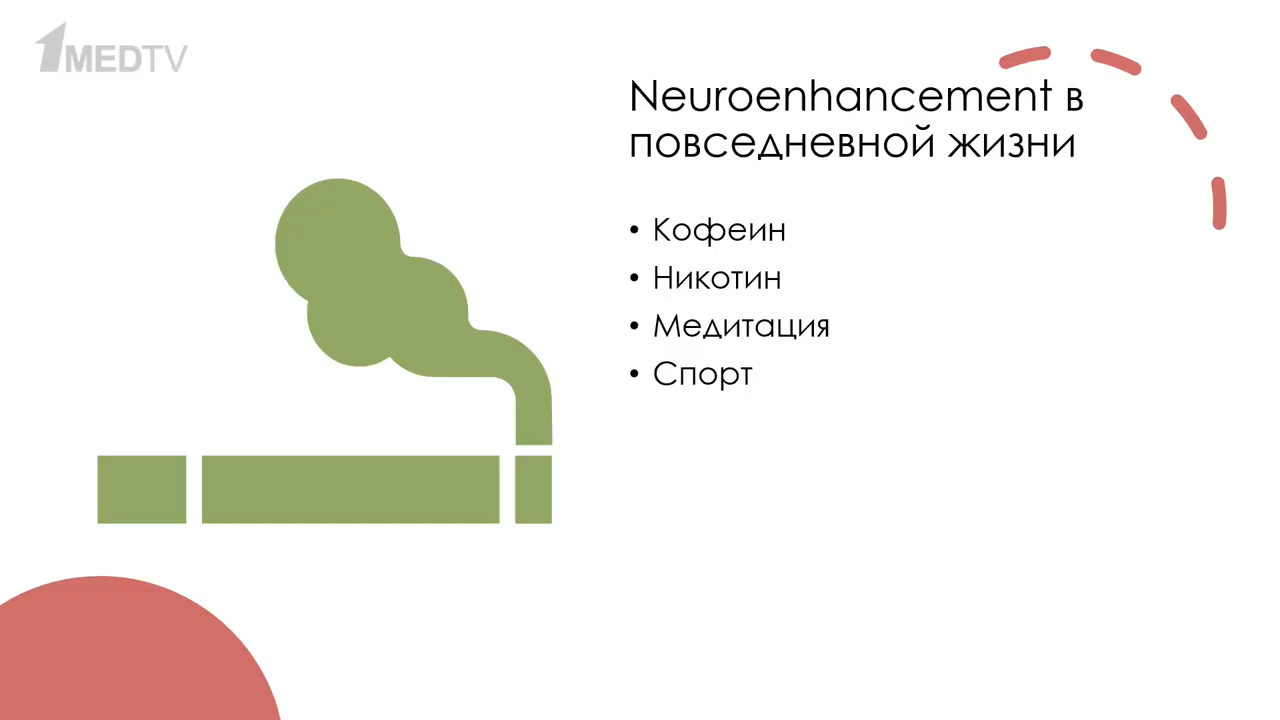 1MEDTV
Neuroenhancement в
повседневной жизни
• Кофеин
• Никотин
• Медитация
• Спорт